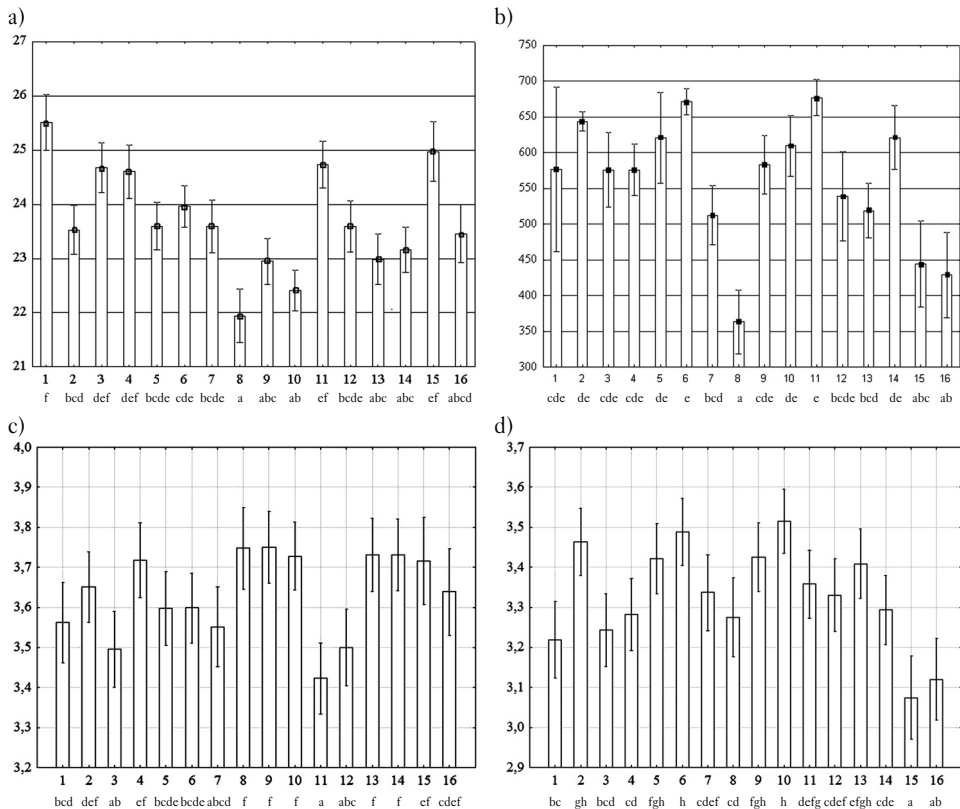 a)
27
26
25
24
23
22
21
1 2 3 4 5 6 7 8 9 10 11 12 13 14 15 16
f bcd def def bcde cde bcde a abc ab ef bcde abc abc ef abcd
b)
750
700
650
600
550
500
450
400
350
300
1 2 3 4 5 6 7 8 9 10 11 12 13 14 15 16
cde de cde cde de e bcd a cde de e bcde bcd de abc ab
c)
4,0
3,9
3,8
3,7
3,6
3,5
3,4
3,3
3,2
1 2 3 4 5 6 7 8 9 10 11 12 13 14 15 16
bcd def ab ef bcde bcde abcd f f f a abc f f ef cdef
d)
3,7
3,6
3,5
3,4
3,3
3,2
3,1
3,0
2,9
1 2 3 4 5 6 7 8 9 10 11 12 13 14 15 16
bc gh bcd cd fgh h cdef cd fgh h defg cdef efgh cde a ab